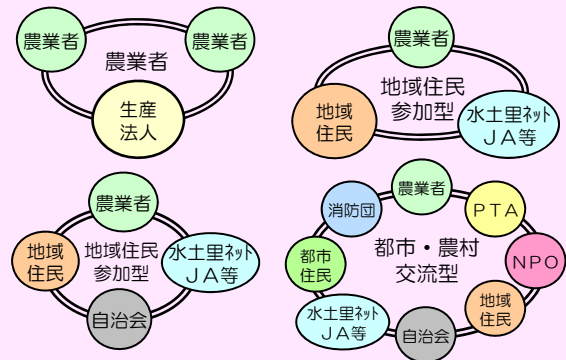 農業者
農業者
農業者
生産
法人
農業者
地域住民
参加型
地域
住民
水土里ネット
ＪＡ等
農業者
地域
住民
地域住民
参加型
水土里ネット
ＪＡ等
自治会
農業者
消防団
ＰＴＡ
都市
住民
都市・農村
交流型
ＮＰＯ
水土里ネット
ＪＡ等
地域
住民
自治会